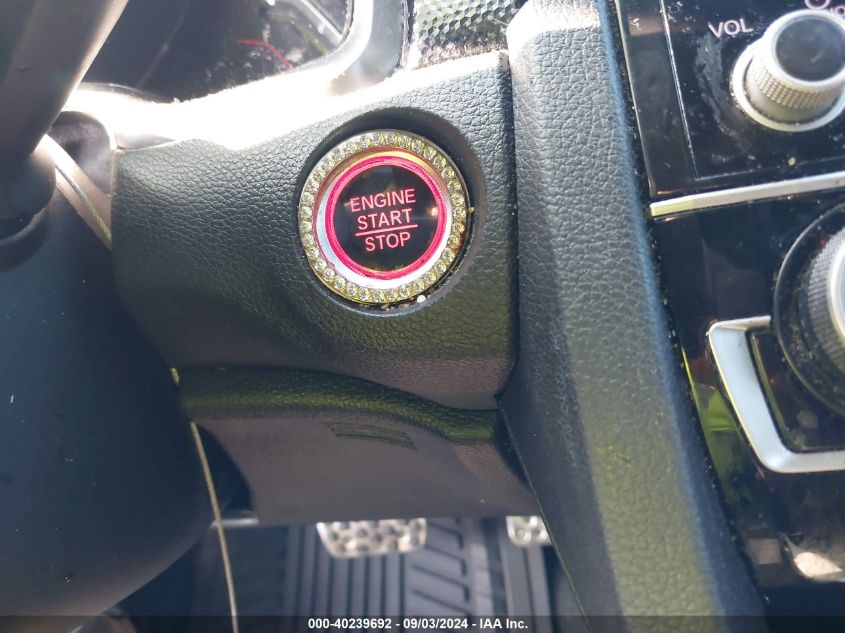 VOL
ENGINE
START
STOP
000-40239692 - 09/03/2024 - IAA Inc.